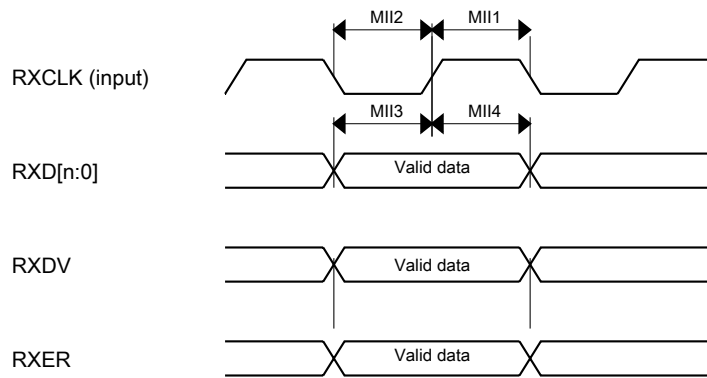 MII2 MII1
RXCLK (input)
MII3 MII4
RXD[n:0] Valid data
RXDV Valid data
RXER Valid data